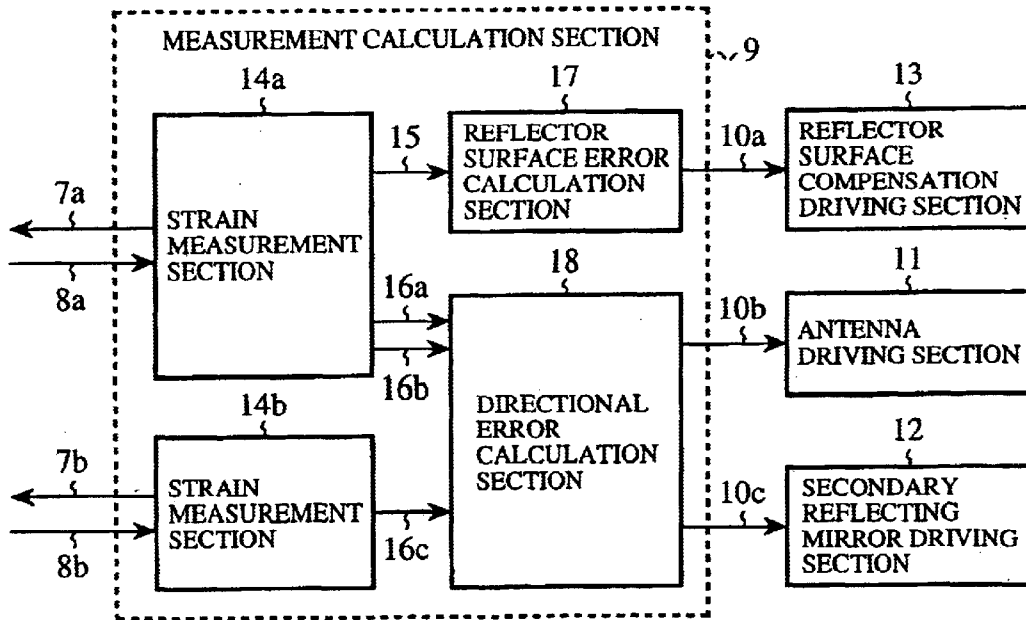 MEASUREMENT CALCULATION SECTION
9
14a
17
13
STRAIN
MEASUREMENT
SECTION
15
REFLECTOR
SURFACE ERROR
CALCULATION
SECTION
10a
REFLECTOR
SURFACE
COMPENSATION
DRIVING SECTION
7a
8a
16a
16b
18
DIRECTIONAL
ERROR
CALCULATION
SECTION
10b
11
ANTENNA
DRIVING SECTION
14b
7b
8b
STRAIN
MEASUREMENT
SECTION
16c
10c
12
SECONDARY
REFLECTING
MIRROR DRIVING
SECTION